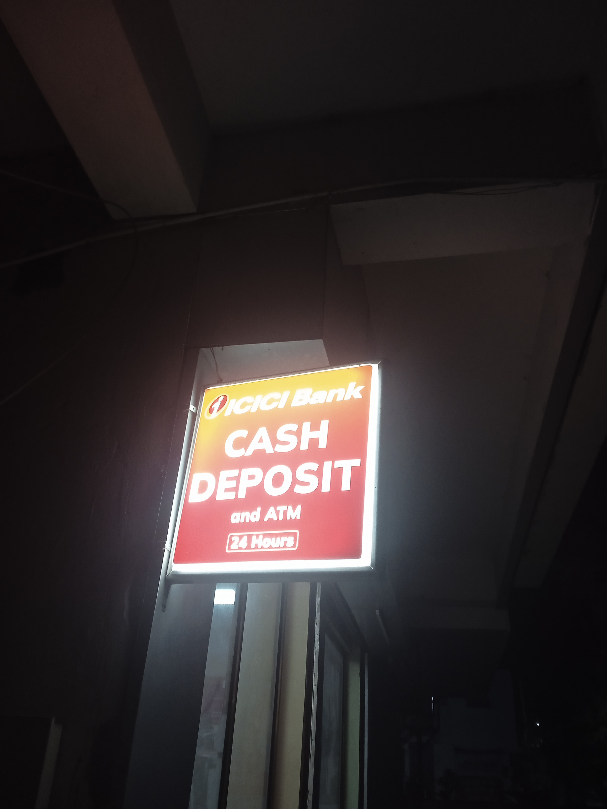 ICICI Bank
CASH
DEPOSIT
and ATM
24 Hours